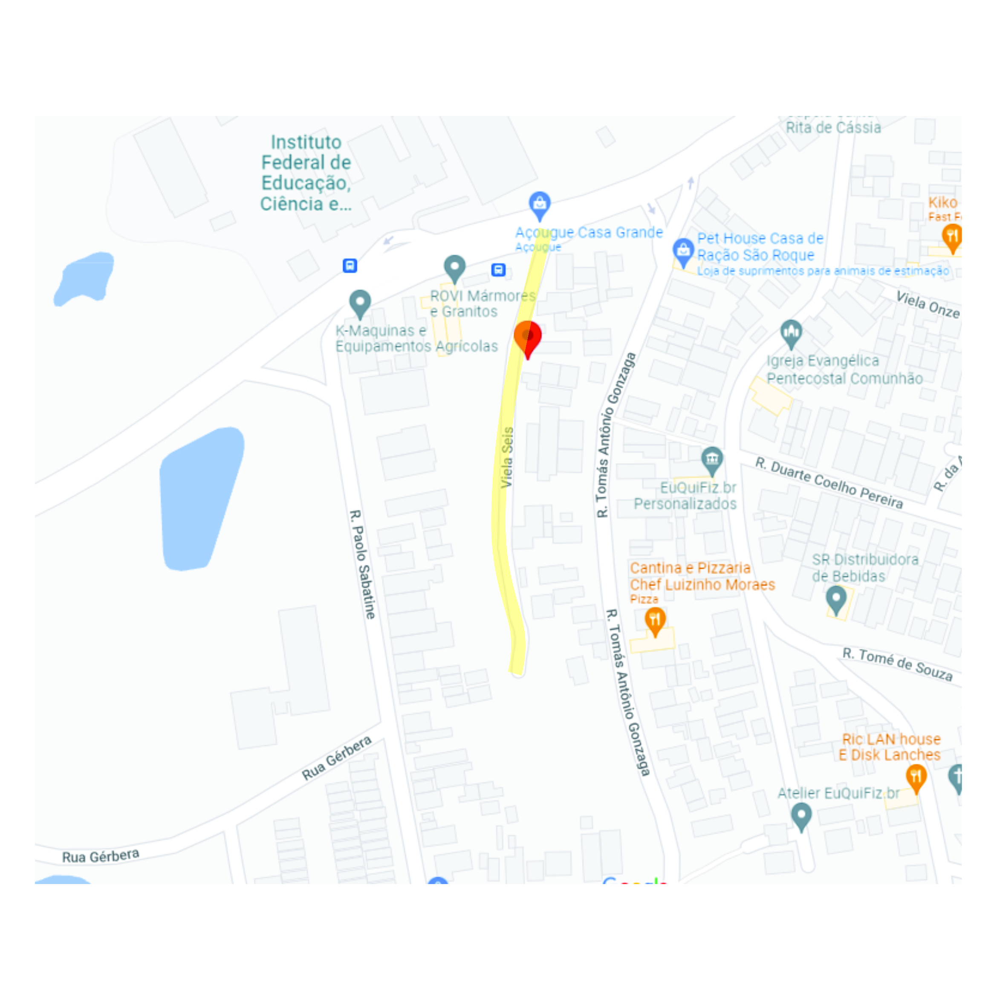 Rita de Cássia
Instituto
Federal de
Educação,
Ciência e...
Kiko
Fast
Açougue Casa Grande
Açougue
Pet House Casa de
Ração São Roque
Loja de suprimentos para animais de estimação
ROVI Mármores
e Granitos
Viela Onze
K-Maquinas e
Equipamentos Agrícolas
Igreja Evangélica
Pentecostal Comunhão
R. Tomás Antônio Gonzaga
Viela Seis
R. Duarte Coelho Pereira
R. da
EuQuiFiz.br
Personalizados
R. Paolo Sabatine
SR Distribuidora
de Bebidas
Cantina e Pizzaria
Chef Luizinho Moraes
Pizza
R. Tomás Antônio Gonzaga
R. Tomé de Souza
Rua Gérbera
Ric LAN house
E Disk Lanches
Atelier EuQuiFiz.br
Rua Gérbera
Google